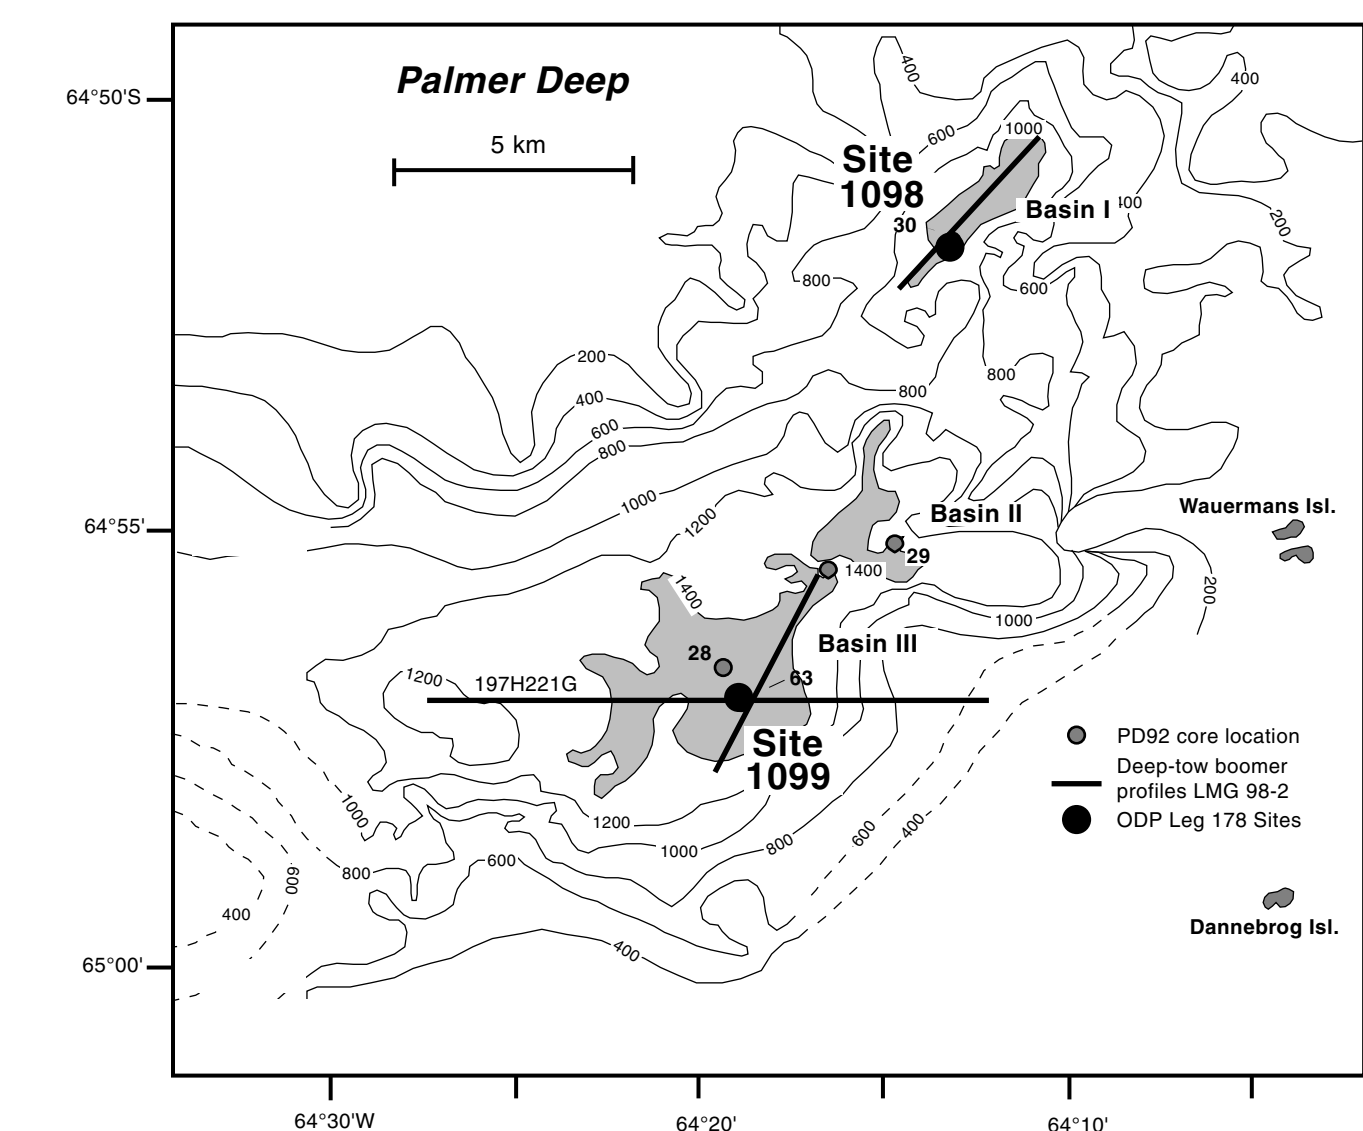 Palmer Deep
5 km
64°50'S
64°55'
65°00'
64°30'W
64°20'
64°10'
400
400
600
1000
Site
1098
30
Basin I
400
200
800
600
200
800
800
400
600
800
1000
1200
Basin II
29
Wauermans Isl.
1400
1400
200
1000
Basin III
28
63
1200
197H221G
Site
1099
PD92 core location
Deep-tow boomer
profiles LMG 98-2
ODP Leg 178 Sites
1000
1200
1000
800
600
400
600
800
600
400
400
Dannebrog Isl.